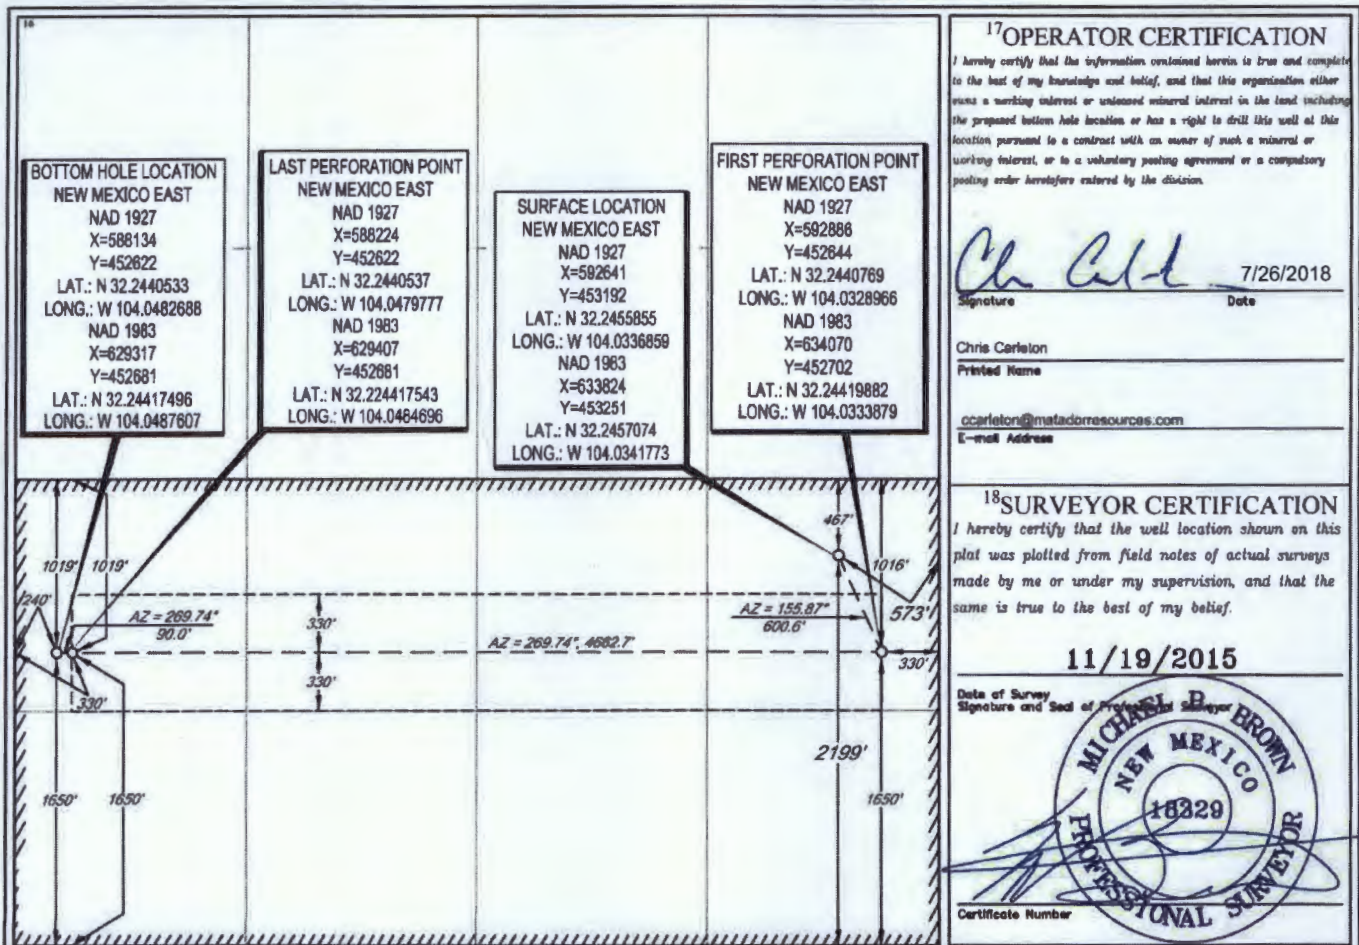 16
BOTTOM HOLE LOCATION
NEW MEXICO EAST
NAD 1927
X=588134
Y=452622
LAT.: N 32.2440533
LONG.: W 104.0482688
NAD 1983
X=629317
Y=452681
LAT.: N 32.24417496
LONG.: W 104.0487607
LAST PERFORATION POINT
NEW MEXICO EAST
NAD 1927
X=588224
Y=452622
LAT.: N 32.2440537
LONG.: W 104.0479777
NAD 1983
X=629407
Y=452681
LAT.: N 32.224417543
LONG.: W 104.0484696
SURFACE LOCATION
NEW MEXICO EAST
NAD 1927
X=592641
Y=453192
LAT.: N 32.2455855
LONG.: W 104.0336859
NAD 1983
X=633824
Y=453251
LAT.: N 32.2457074
LONG.: W 104.0341773
FIRST PERFORATION POINT
NEW MEXICO EAST
NAD 1927
X=592886
Y=452644
LAT.: N 32.2440769
LONG.: W 104.0328966
NAD 1983
X=634070
Y=452702
LAT.: N 32.24419882
LONG.: W 104.0333879
467'
1019'
1019'
1016'
240'
AZ = 269.74°
90.0'
330'
AZ = 155.87°
600.6'
573'
AZ = 269.74°, 4662.7'
330'
330'
330'
2199'
1650'
1650'
1650'
17 OPERATOR CERTIFICATION
I hereby certify that the information contained herein is true and complete
to the best of my knowledge and belief, and that this organization either
owns a working interest or unleased mineral interest in the land including
the proposed bottom hole location or has a right to drill this well at this
location pursuant to a contract with an owner of such a mineral or
working interest, or to a voluntary pooling agreement or a compulsory
pooling order heretofore entered by the division.
7/26/2018
Signature Date
Chris Carleton
Printed Name
ccarleton@matadorresources.com
E-mail Address
18 SURVEYOR CERTIFICATION
I hereby certify that the well location shown on this
plat was plotted from field notes of actual surveys
made by me or under my supervision, and that the
same is true to the best of my belief.
11/19/2015
Date of Survey
Signature and Seal of Professional Surveyor
MICHAEL B. BROWN
NEW MEXICO
18329
PROFESSIONAL SURVEYOR
Certificate Number